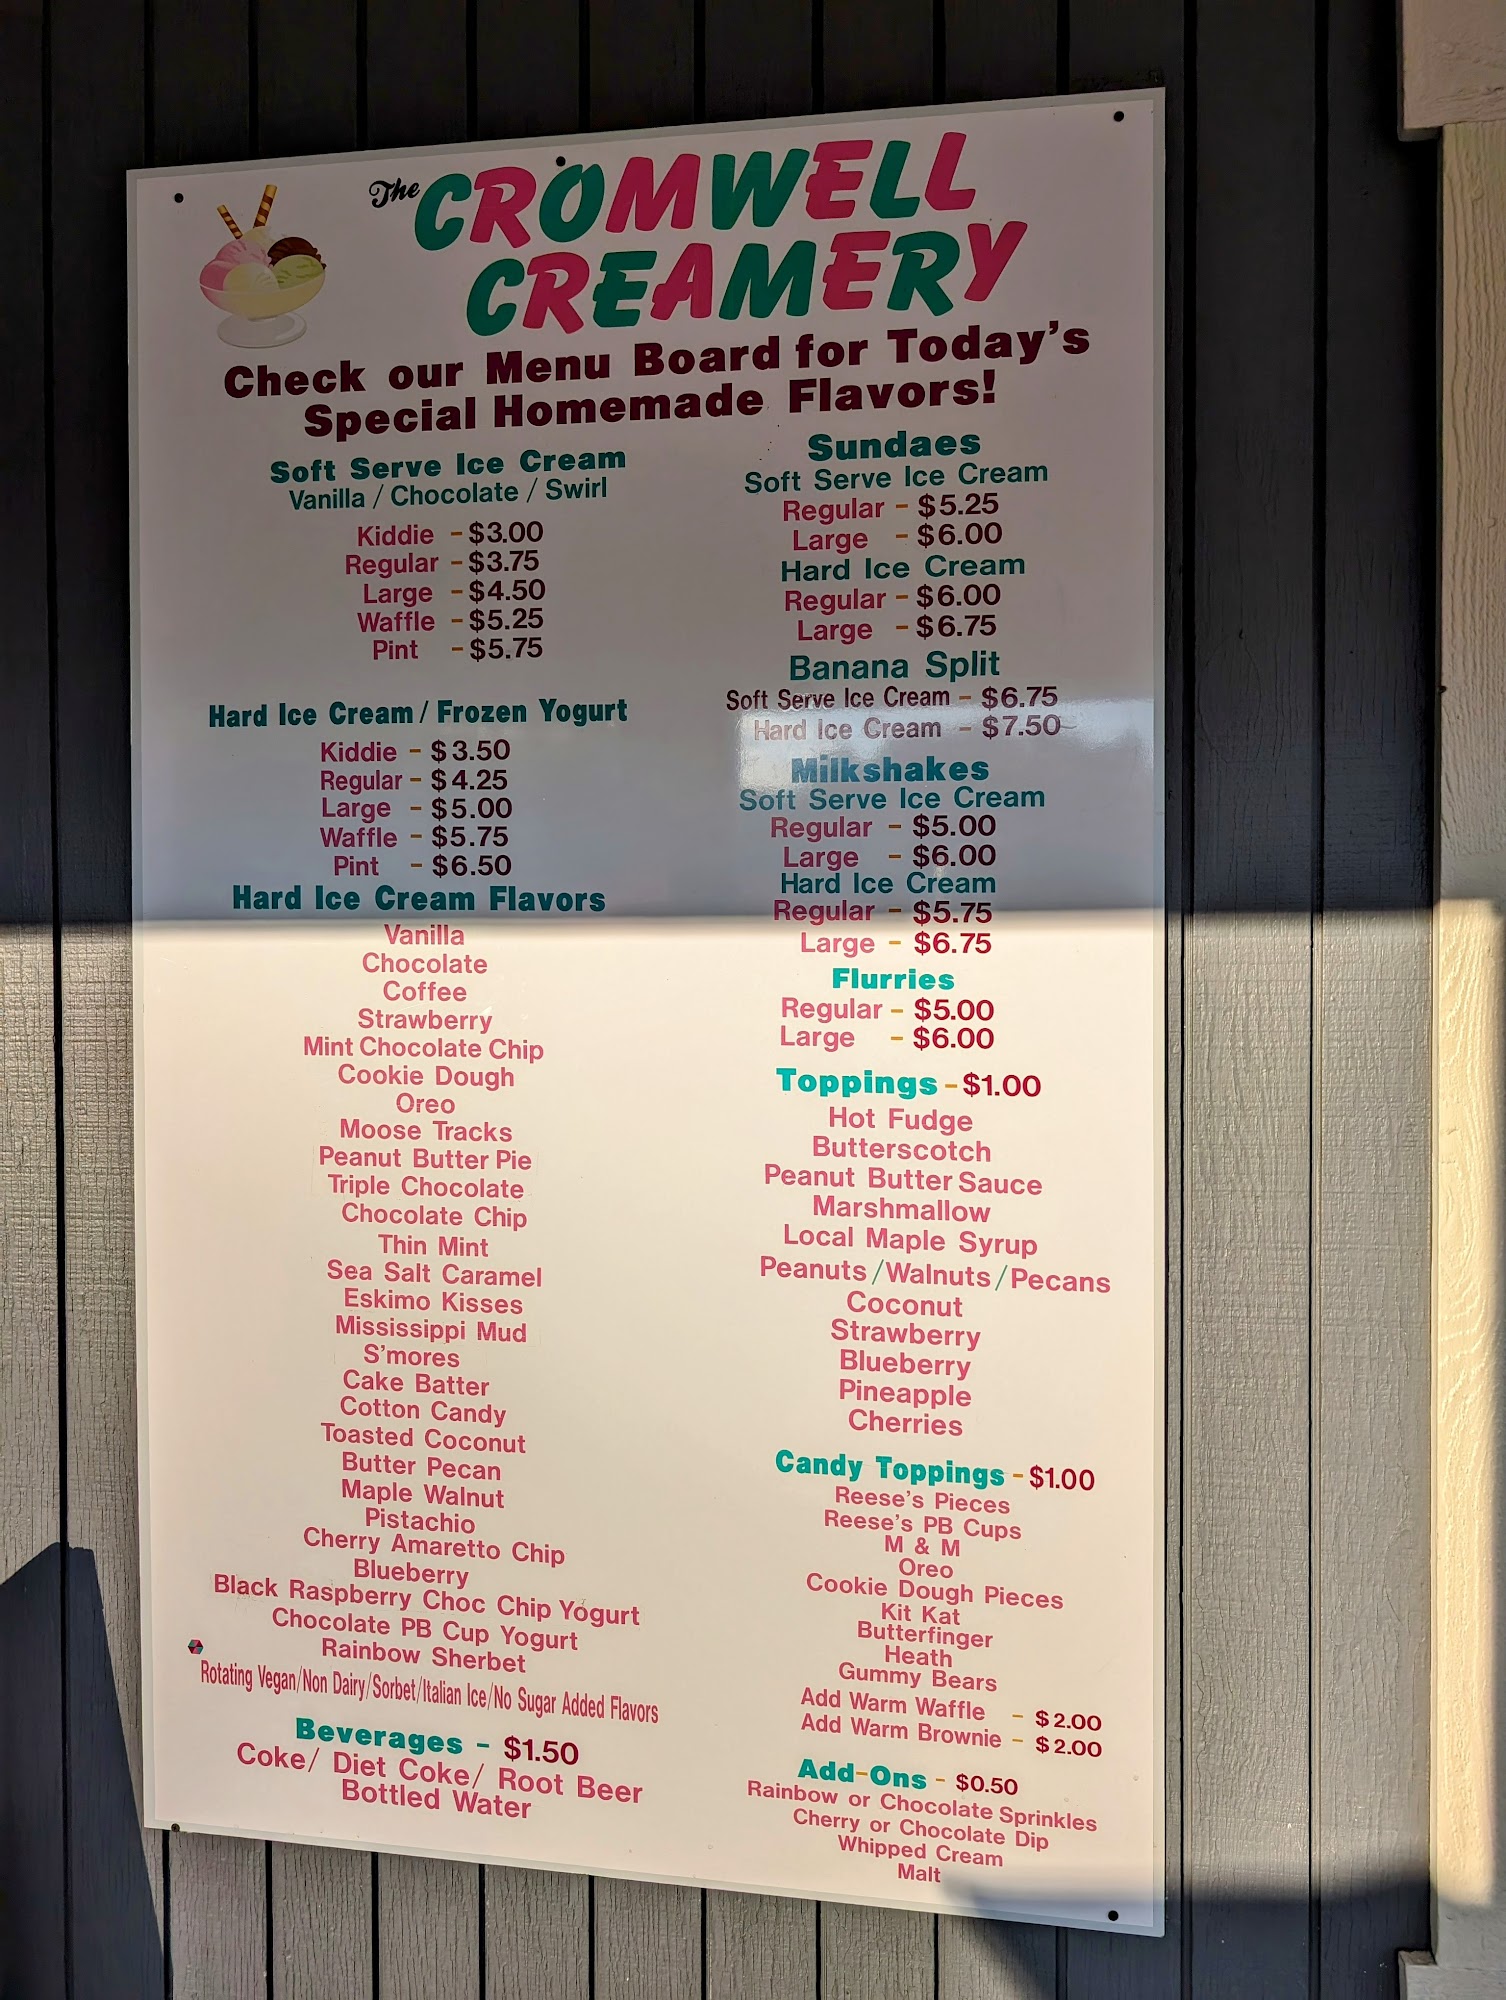 The CROMWELL
CREAMERY
Check our Menu Board for Today's
Special Homemade Flavors!
Soft Serve Ice Cream
Vanilla / Chocolate / Swirl
Kiddie - $3.00
Regular - $3.75
Large - $4.50
Waffle - $5.25
Pint - $5.75
Hard Ice Cream / Frozen Yogurt
Kiddie - $3.50
Regular - $4.25
Large - $5.00
Waffle - $5.75
Pint - $6.50
Hard Ice Cream Flavors
Vanilla
Chocolate
Coffee
Strawberry
Mint Chocolate Chip
Cookie Dough
Oreo
Moose Tracks
Peanut Butter Pie
Triple Chocolate
Chocolate Chip
Thin Mint
Sea Salt Caramel
Eskimo Kisses
Mississippi Mud
S'mores
Cake Batter
Cotton Candy
Toasted Coconut
Butter Pecan
Maple Walnut
Pistachio
Cherry Amaretto Chip
Blueberry
Black Raspberry Choc Chip Yogurt
Chocolate PB Cup Yogurt
Rainbow Sherbet
Rotating Vegan/Non Dairy/Sorbet/Italian Ice/No Sugar Added Flavors
Beverages - $1.50
Coke/ Diet Coke/ Root Beer
Bottled Water
Sundaes
Soft Serve Ice Cream
Regular - $5.25
Large - $6.00
Hard Ice Cream
Regular - $6.00
Large - $6.75
Banana Split
Soft Serve Ice Cream - $6.75
Hard Ice Cream - $7.50
Milkshakes
Soft Serve Ice Cream
Regular - $5.00
Large - $6.00
Hard Ice Cream
Regular - $5.75
Large - $6.75
Flurries
Regular - $5.00
Large - $6.00
Toppings - $1.00
Hot Fudge
Butterscotch
Peanut Butter Sauce
Marshmallow
Local Maple Syrup
Peanuts / Walnuts / Pecans
Coconut
Strawberry
Blueberry
Pineapple
Cherries
Candy Toppings - $1.00
Reese's Pieces
Reese's PB Cups
M & M
Oreo
Cookie Dough Pieces
Kit Kat
Butterfinger
Heath
Gummy Bears
Add Warm Waffle - $2.00
Add Warm Brownie - $2.00
Add-Ons - $0.50
Rainbow or Chocolate Sprinkles
Cherry or Chocolate Dip
Whipped Cream
Malt